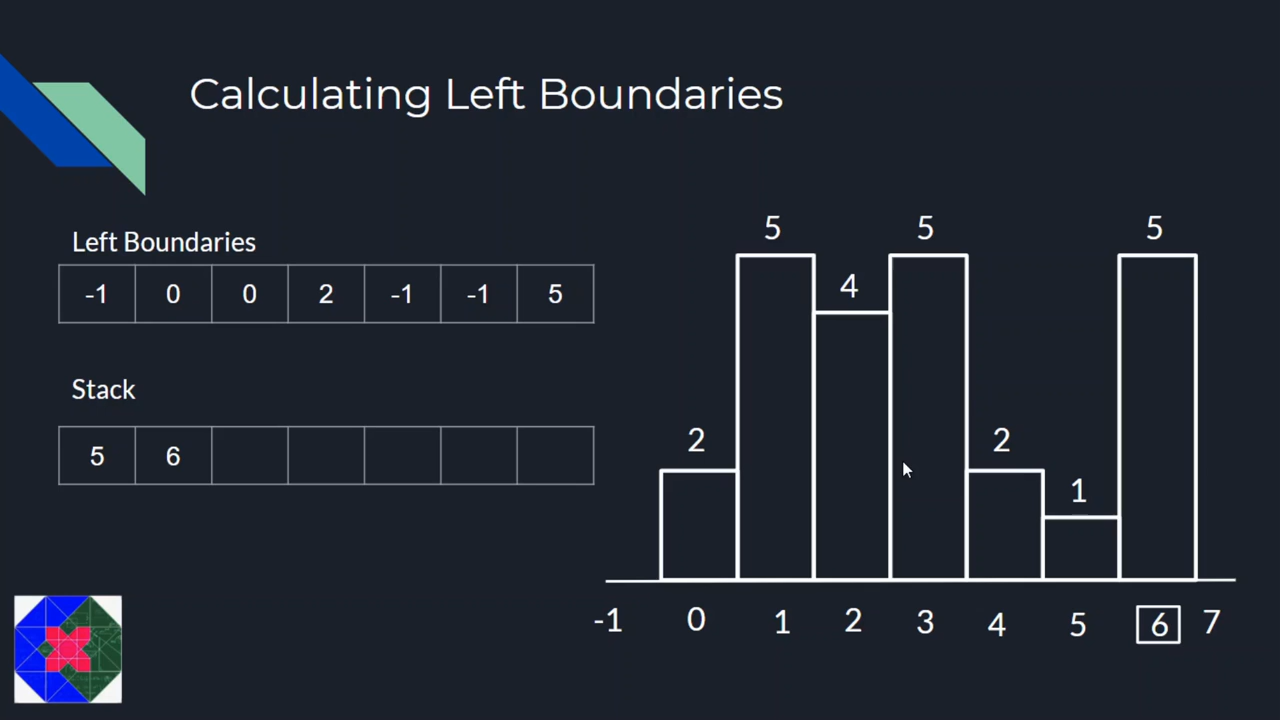 Calculating Left Boundaries
Left Boundaries
-1 0 0 2 -1 -1 5
Stack
5 6
5 5 5
4
2 2
1
-1 0 1 2 3 4 5 6 7